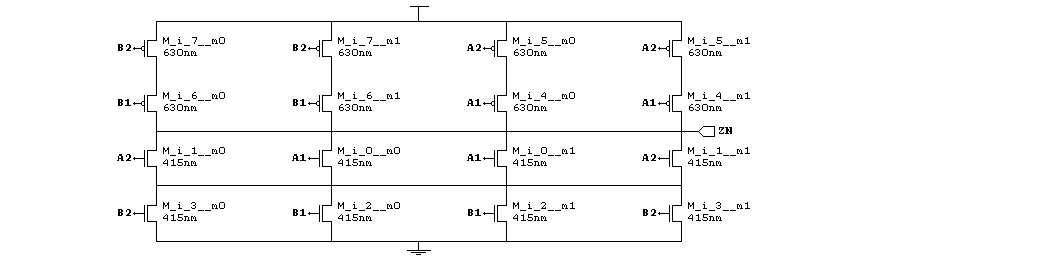 B2 M_i_7__m0 630nm B2 M_i_7__m1 630nm A2 M_i_5__m0 630nm A2 M_i_5__m1 630nm
B1 M_i_6__m0 630nm B1 M_i_6__m1 630nm A1 M_i_4__m0 630nm A1 M_i_4__m1 630nm
ZN
A2 M_i_1__m0 415nm A1 M_i_0__m0 415nm A1 M_i_0__m1 415nm A2 M_i_1__m1 415nm
B2 M_i_3__m0 415nm B1 M_i_2__m0 415nm B1 M_i_2__m1 415nm B2 M_i_3__m1 415nm